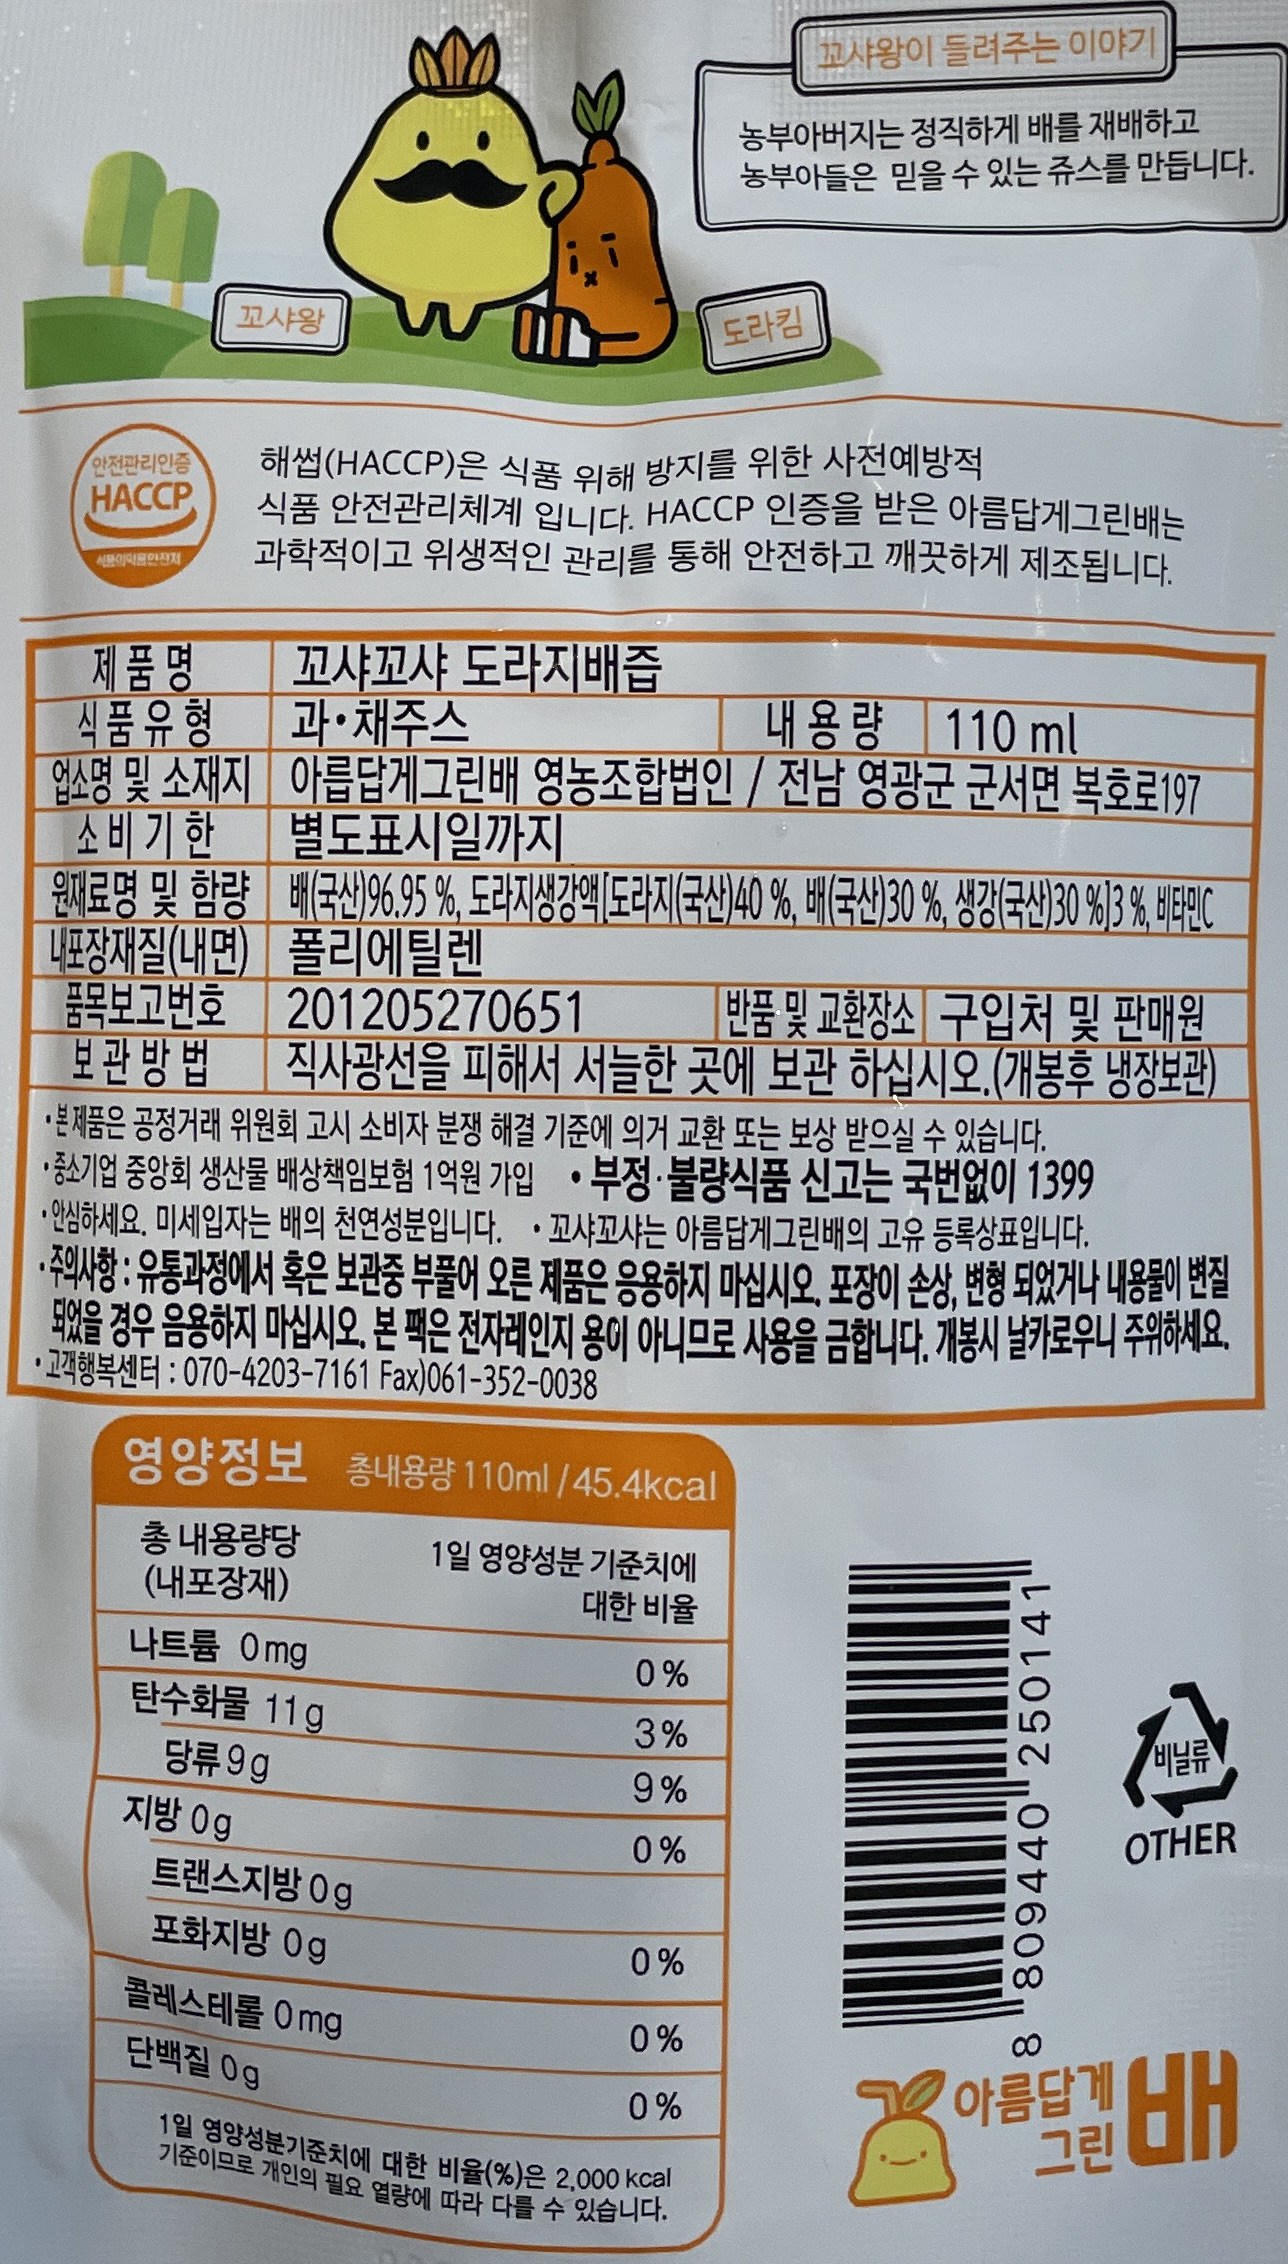 꼬샤왕이 들려주는 이야기
농부아버지는 정직하게 배를 재배하고
농부아들은 믿을 수 있는 쥬스를 만듭니다.
꼬샤왕
도라킴
안전관리인증
HACCP
식품의약품안전처
해썹(HACCP)은 식품 위해 방지를 위한 사전예방적
식품 안전관리체계 입니다. HACCP 인증을 받은 아름답게그린배는
과학적이고 위생적인 관리를 통해 안전하고 깨끗하게 제조됩니다.
제품명 꼬샤꼬샤 도라지배즙
식품유형 과·채주스 내용량 110 ml
업소명 및 소재지 아름답게그린배 영농조합법인 / 전남 영광군 군서면 복호로197
소비기한 별도표시일까지
원재료명 및 함량 배(국산)96.95 %, 도라지생강액[도라지(국산)40 %, 배(국산)30 %, 생강(국산)30 %]3 %, 비타민C
내포장재질(내면) 폴리에틸렌
품목보고번호 201205270651 반품 및 교환장소 구입처 및 판매원
보관방법 직사광선을 피해서 서늘한 곳에 보관 하십시오.(개봉후 냉장보관)
·본 제품은 공정거래 위원회 고시 소비자 분쟁 해결 기준에 의거 교환 또는 보상 받으실 수 있습니다.
·중소기업 중앙회 생산물 배상책임보험 1억원 가입 •부정·불량식품 신고는 국번없이 1399
·안심하세요. 미세입자는 배의 천연성분입니다. ·꼬샤꼬샤는 아름답게그린배의 고유 등록상표입니다.
·주의사항 : 유통과정에서 혹은 보관중 부풀어 오른 제품은 응용하지 마십시오. 포장이 손상, 변형 되었거나 내용물이 변질
되었을 경우 음용하지 마십시오. 본 팩은 전자레인지 용이 아니므로 사용을 금합니다. 개봉시 날카로우니 주위하세요.
·고객행복센터 : 070-4203-7161 Fax)061-352-0038
영양정보 총내용량 110ml / 45.4kcal
총 내용량당 1일 영양성분 기준치에
(내포장재) 대한 비율
나트륨 0mg 0%
탄수화물 11g 3%
당류 9g 9%
지방 0g 0%
트랜스지방 0g
포화지방 0g 0%
콜레스테롤 0mg 0%
단백질 0g 0%
1일 영양성분기준치에 대한 비율(%)은 2,000 kcal
기준이므로 개인의 필요 열량에 따라 다를 수 있습니다.
8 809440 250141
비닐류
OTHER
아름답게
그린
배